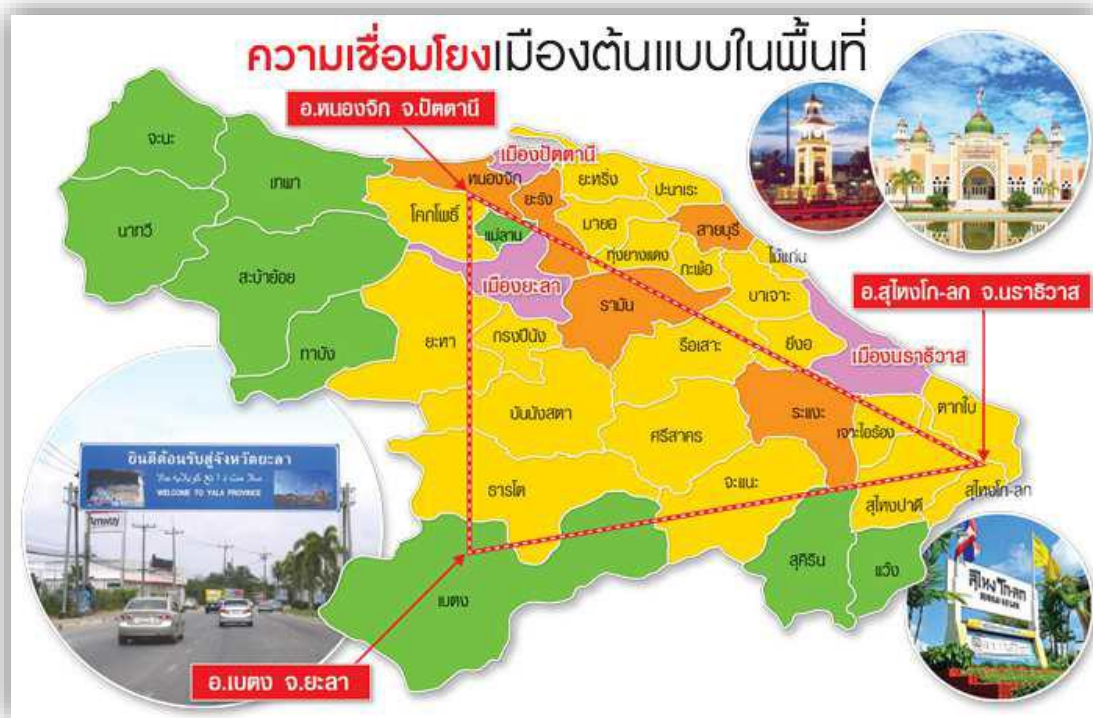 ความเชื่อมโยงเมืองต้นแบบในพื้นที่
อ.หนองจิก จ.ปัตตานี
เมืองปัตตานี
จะนะ
เทพา
หนองจิก
ยะหริ่ง
ปะนาเระ
ยะรัง
โคกโพธิ์
มายอ
สายบุรี
นาทวี
แม่ลาน
ทุ่งยางแดง
กะพ้อ
ไม้แก่น
สะบ้าย้อย
เมืองยะลา
อ.สุไหงโก-ลก จ.นราธิวาส
รามัน
บาเจาะ
กรงปินัง
ยะหา
รือเสาะ
ยี่งอ
เมืองนราธิวาส
กาบัง
ตากใบ
บันนังสตา
ระแงะ
ศรีสาคร
เจาะไอร้อง
ยินดีต้อนรับสู่จังหวัดยะลา
WELCOME TO YALA PROVINCE
จะแนะ
ธารโต
สุไหงโก-ลก
สุไหงปาดี
amway
สุคิริน
แว้ง
สุไหงโก-ลก
SUNGAI GOLOK
เบตง
อ.เบตง จ.ยะลา